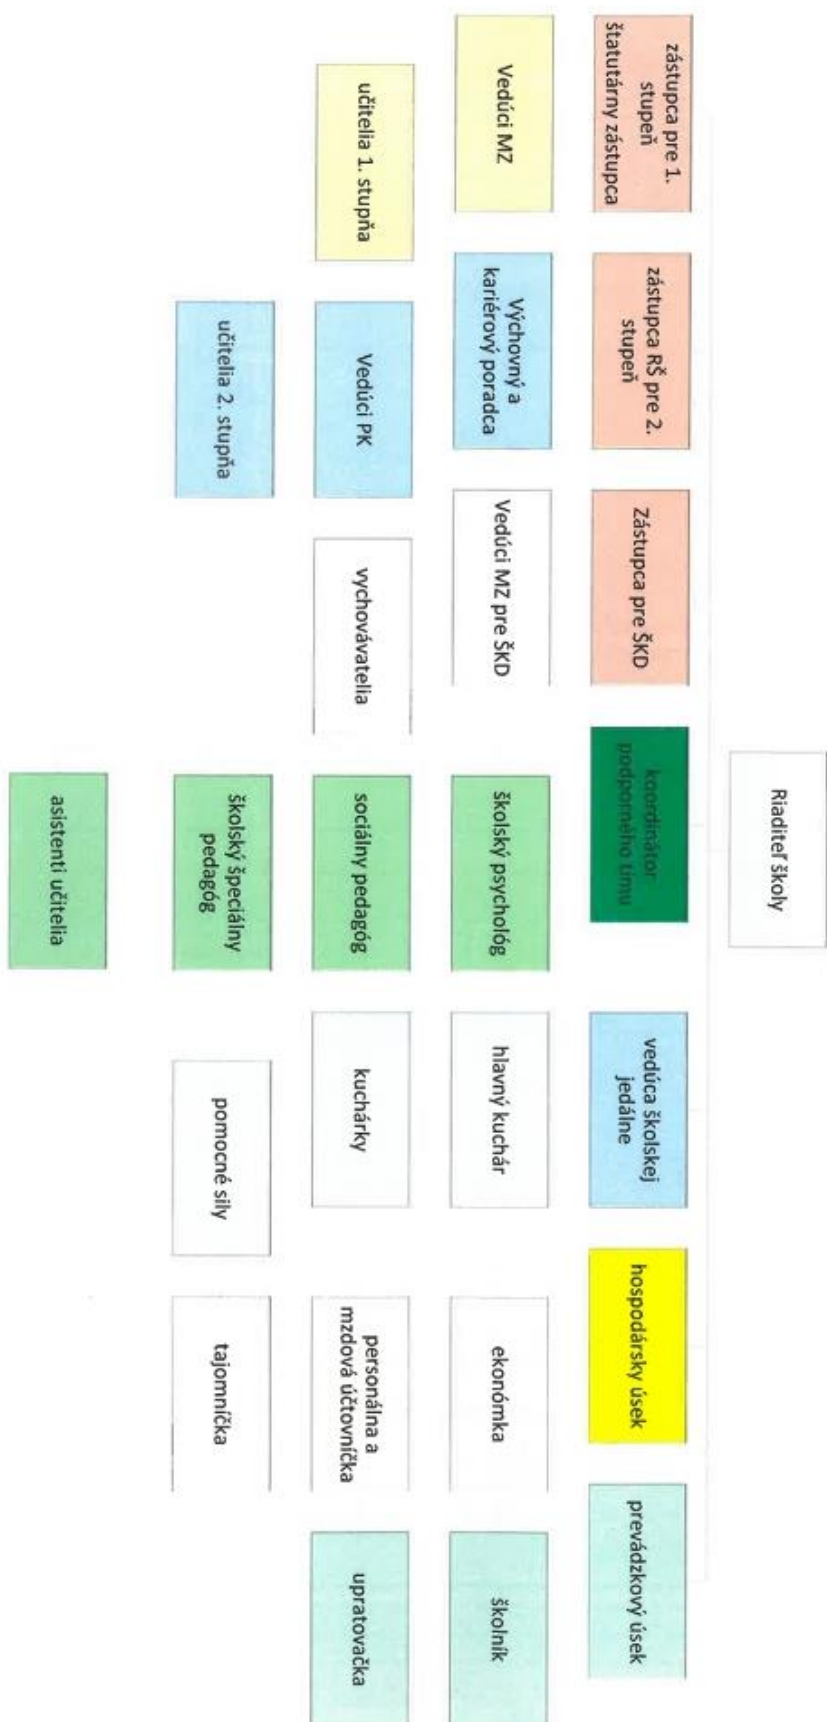 Riaditeľ školy
zástupca pre 1.
stupeň
štatutárny zástupca
zástupca RŠ pre 2.
stupeň
Zástupca pre ŠKD
koordinátor
podporného tímu
vedúca školskej
jedálne
hospodársky úsek
prevádzkový úsek
Vedúci MZ
Výchovný a
kariérový poradca
Vedúci MZ pre ŠKD
školský psychológ
hlavný kuchár
ekonómka
školník
učitelia 1. stupňa
Vedúci PK
vychovávatelia
sociálny pedagóg
kuchárky
personálna a
mzdová účtovníčka
upratovačka
učitelia 2. stupňa
školský špeciálny
pedagóg
pomocné sily
tajomníčka
asistenti učitelia